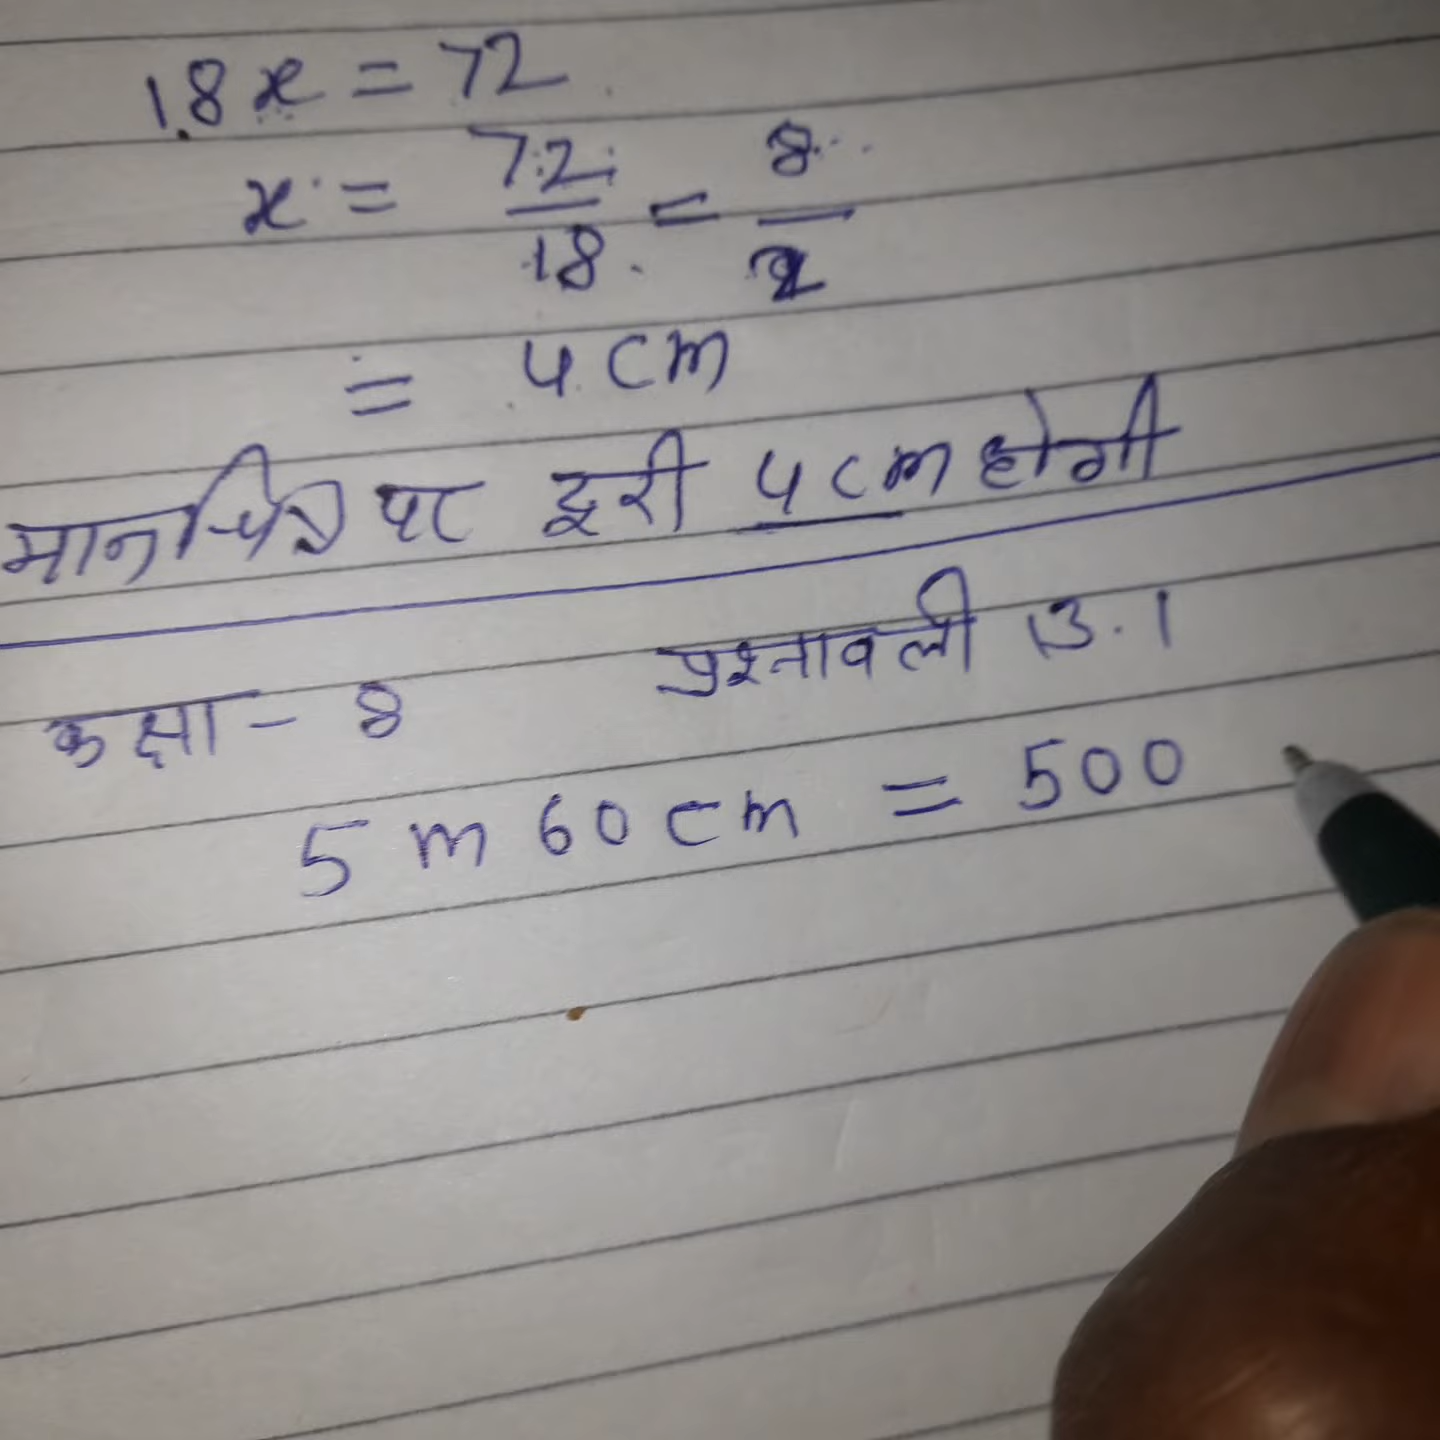 18x = 72
x = 72/18 = 8/2
= 4 cm
मानचित्र पर दूरी 4 cm होगी
कक्षा - 8 प्रश्नावली 13.1
5 m 60 cm = 500